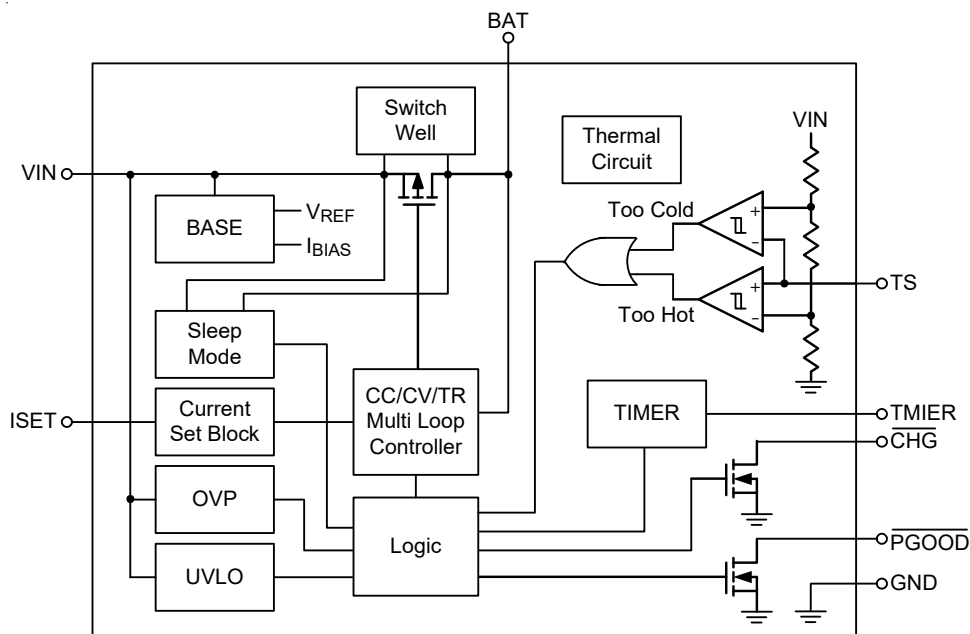 BAT
Switch
Well
VIN
Thermal
Circuit
VIN
BASE
VREF
IBIAS
Too Cold
+
–
TS
+
–
Too Hot
Sleep
Mode
CC/CV/TR
Multi Loop
Controller
TIMER
TMIER
ISET
Current
Set Block
CHG
OVP
Logic
PGOOD
UVLO
GND